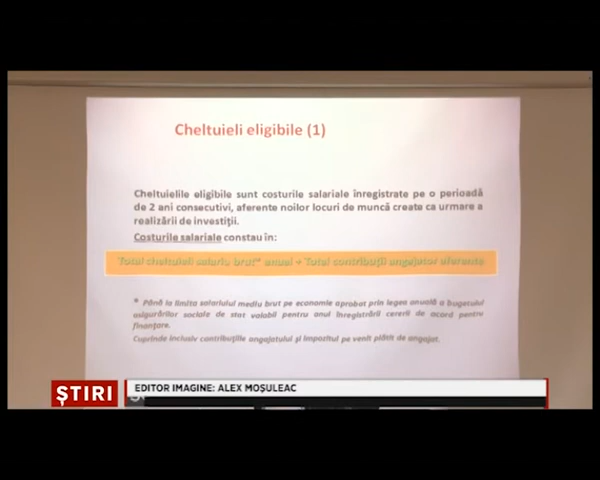 Cheltuieli eligibile (1)
Cheltuielile eligibile sunt costurile salariale înregistrate pe o perioadă
de 2 ani consecutivi, aferente noilor locuri de muncă create ca urmare a
realizării de investiții.
Costurile salariale constau în:
Total cheltuieli salariu brut* anual + Total contribuții angajator aferente
* Până la limita salariului mediu brut pe economie aprobat prin legea anuală a bugetului
asigurărilor sociale de stat valabil pentru anul înregistrării cererii de acord pentru
finanțare.
Cuprinde inclusiv contribuțiile angajatului și impozitul pe venit plătit de angajat.
ȘTIRI
EDITOR IMAGINE: ALEX MOȘULEAC